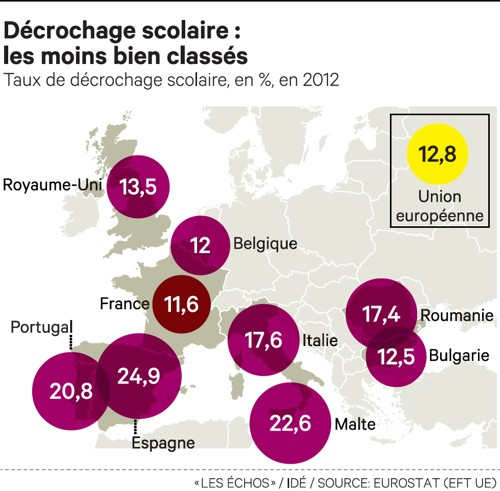 Décrochage scolaire :
les moins bien classés
Taux de décrochage scolaire, en %, en 2012
12,8
Union
européenne
Royaume-Uni
13,5
12
Belgique
France
11,6
17,4
Roumanie
Portugal
17,6
Italie
12,5
Bulgarie
20,8
24,9
22,6
Malte
Espagne
« LES ÉCHOS » / IDÉ / SOURCE: EUROSTAT (EFT UE)